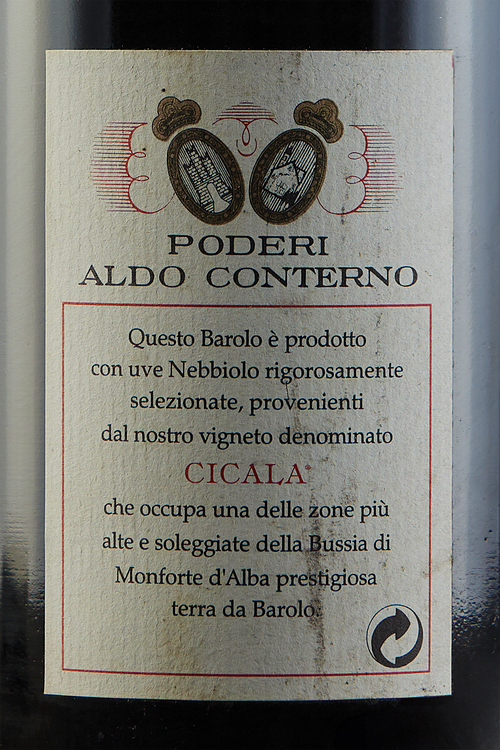 PODERI
ALDO CONTERNO
Questo Barolo è prodotto
con uve Nebbiolo rigorosamente
selezionate, provenienti
dal nostro vigneto denominato
CICALA®
che occupa una delle zone più
alte e soleggiate della Bussia di
Monforte d'Alba prestigiosa
terra da Barolo.